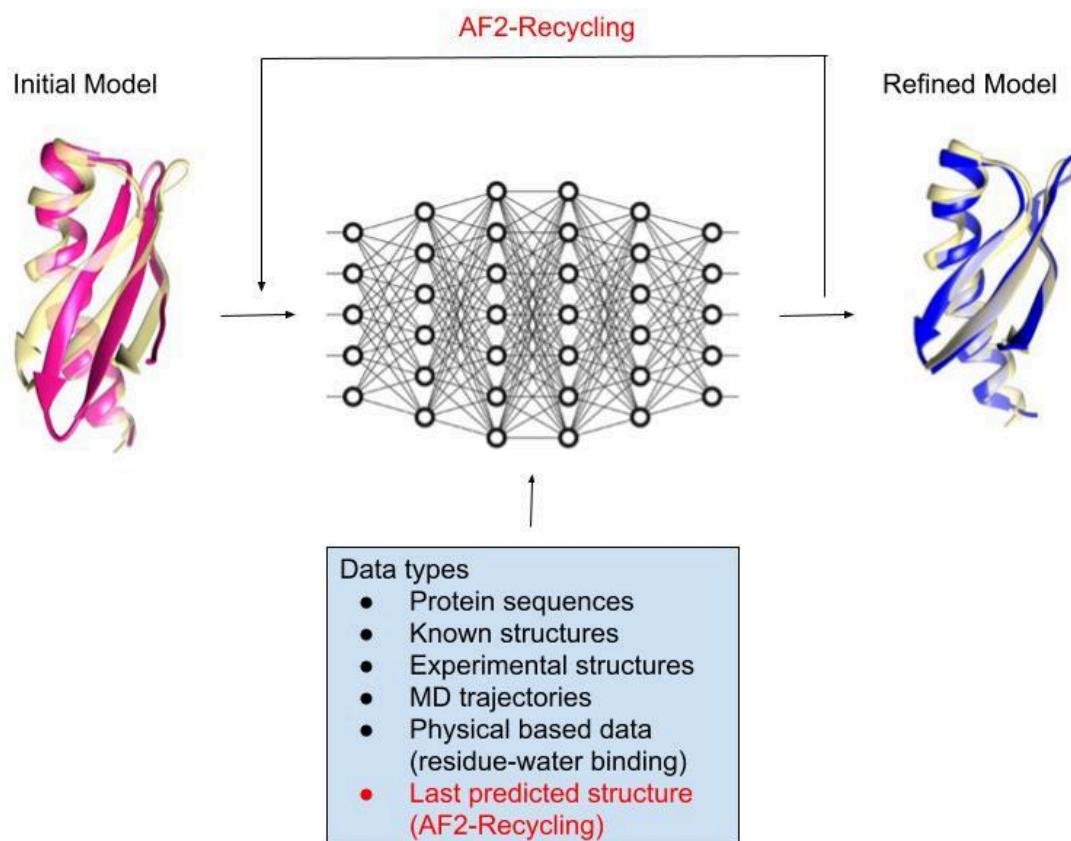 AF2-Recycling
Initial Model
Refined Model
Data types
● Protein sequences
● Known structures
● Experimental structures
● MD trajectories
● Physical based data
(residue-water binding)
● Last predicted structure
(AF2-Recycling)